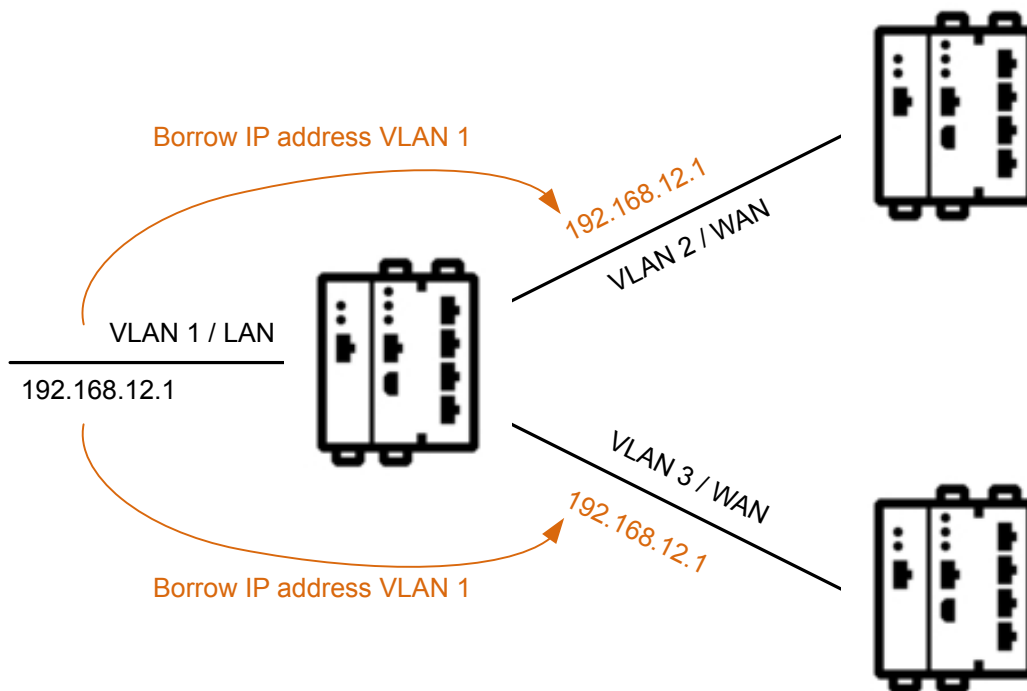 Borrow IP address VLAN 1
192.168.12.1
VLAN 2 / WAN
VLAN 1 / LAN
192.168.12.1
VLAN 3 / WAN
192.168.12.1
Borrow IP address VLAN 1